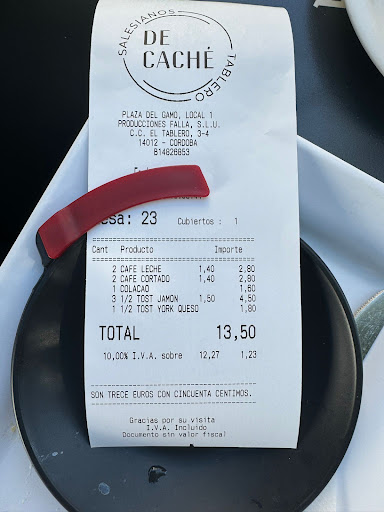 SALESIANOS
DE
CACHÉ
TABLERO
PLAZA DEL GAMO, LOCAL 1
PRODUCCIONES FALLA, S.L.U.
C.C. EL TABLERO, 3-4
14012 - CORDOBA
B14826853
esa: 23 Cubiertos : 1
Cant Producto Importe
2 CAFE LECHE 1,40 2,80
2 CAFE CORTADO 1,40 2,80
1 COLACAO 1,60
3 1/2 TOST JAMON 1,50 4,50
1 1/2 TOST YORK QUESO 1,80
TOTAL 13,50
10,00% I.V.A. sobre 12,27 1,23
SON TRECE EUROS CON CINCUENTA CENTIMOS.
Gracias por su visita
I.V.A. Incluido
Documento sin valor fiscal